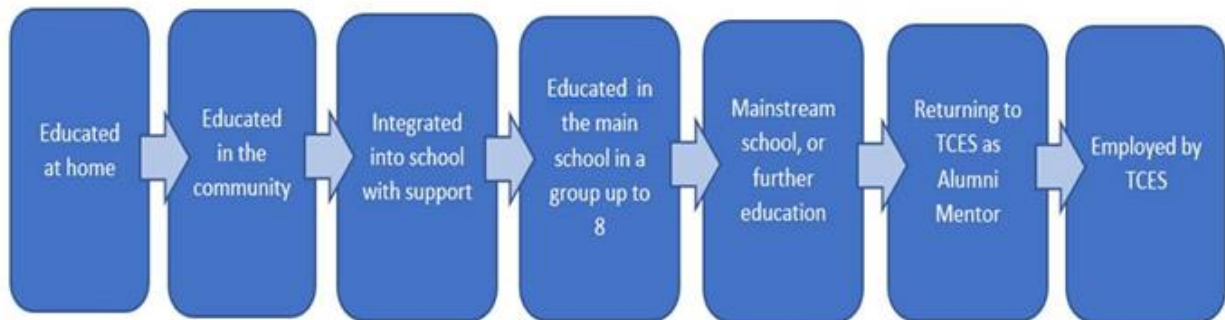 Educated
at home
Educated
in the
community
Integrated
into school
with support
Educated in
the main
school in a
group up to
8
Mainstream
school, or
further
education
Returning to
TCES as
Alumni
Mentor
Employed by
TCES